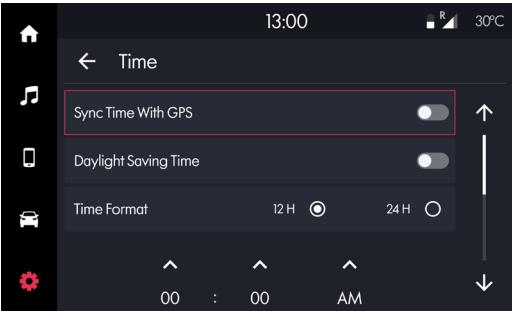 13:00 R 30°C
Time
Sync Time With GPS
Daylight Saving Time
Time Format 12 H 24 H
00 : 00 AM